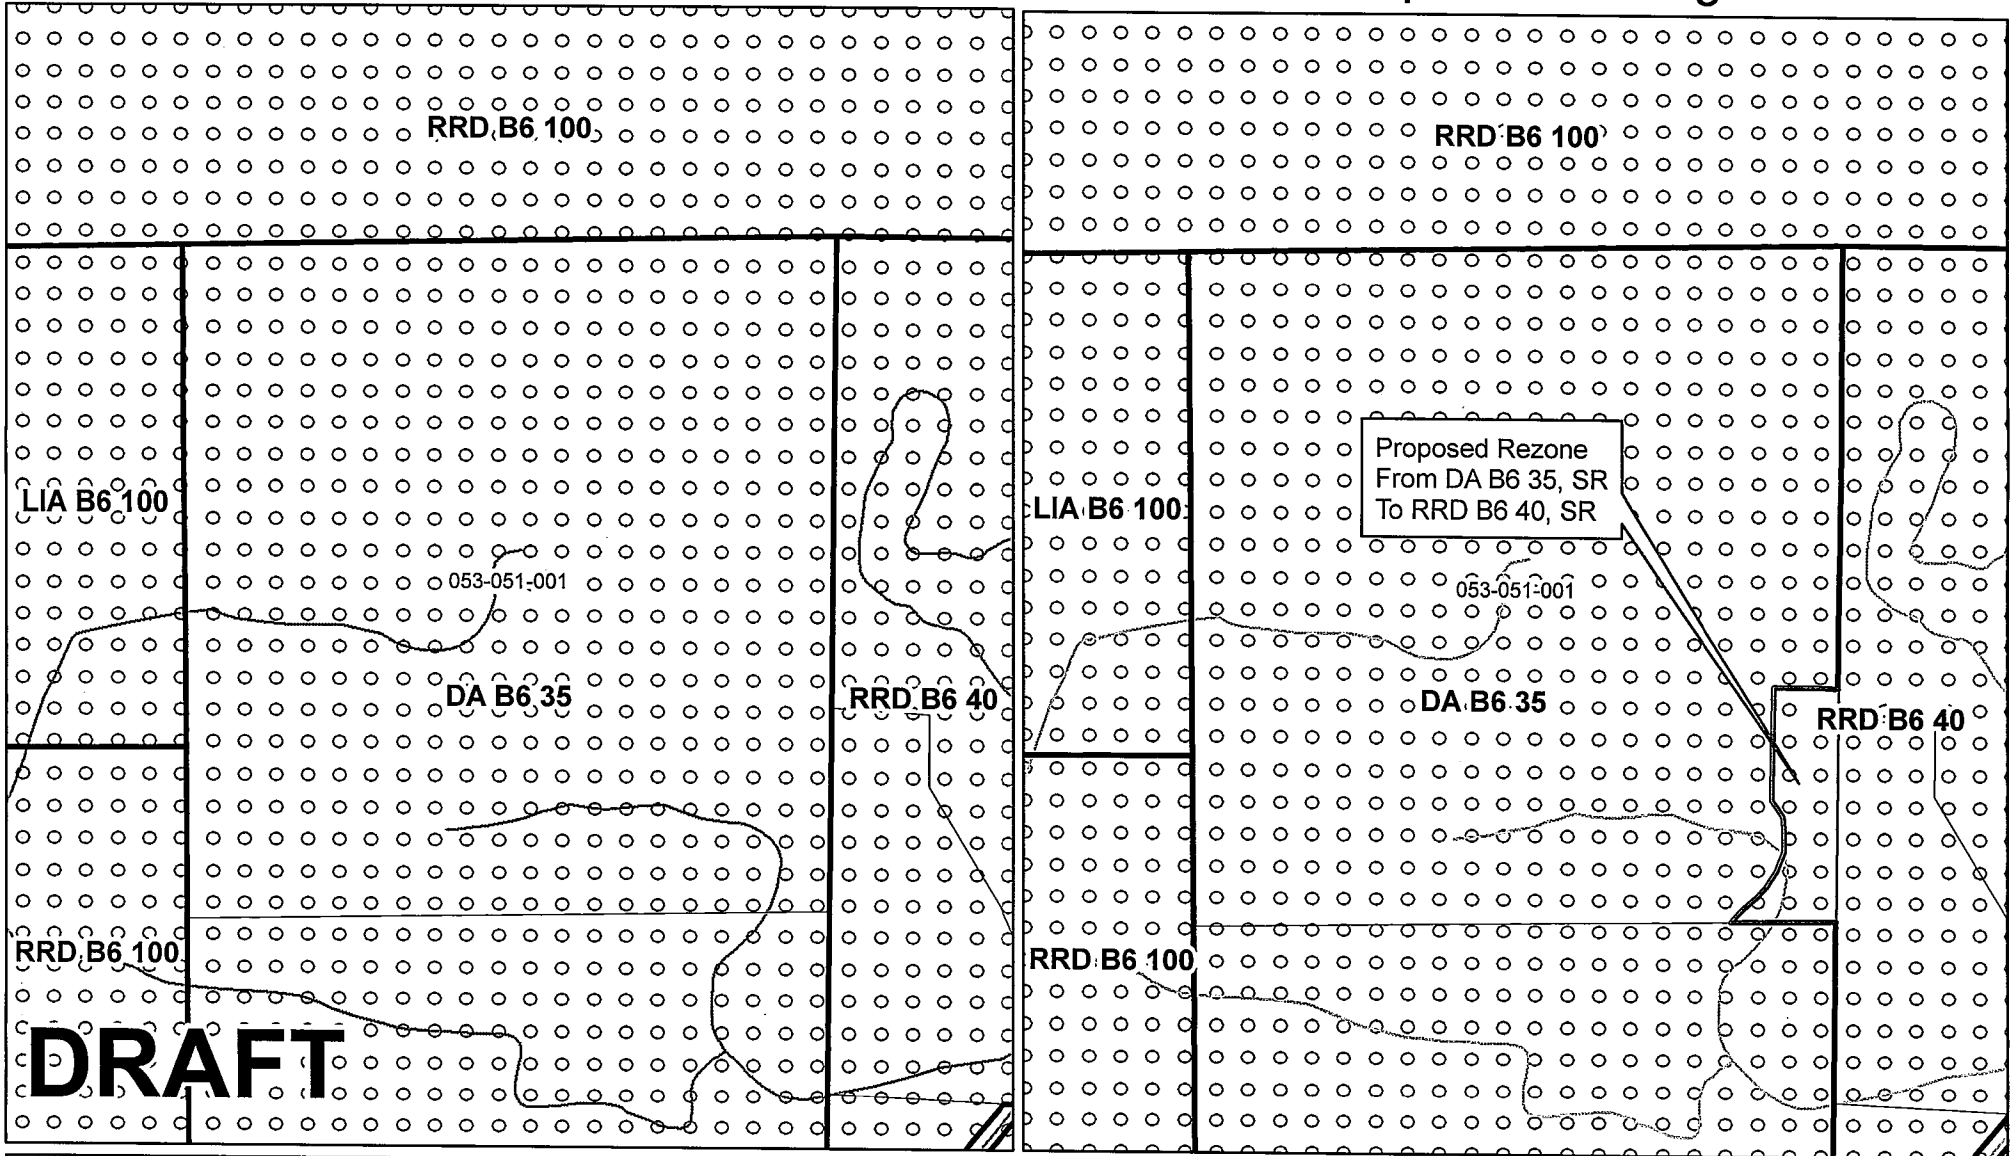 RRD B6 100
LIA B6 100
053-051-001
DA B6 35
RRD B6 40
RRD B6 100
DRAFT
RRD B6 100
Proposed Rezone
From DA B6 35, SR
To RRD B6 40, SR
LIA B6 100
053-051-001
DA B6 35
RRD B6 40
RRD B6 100